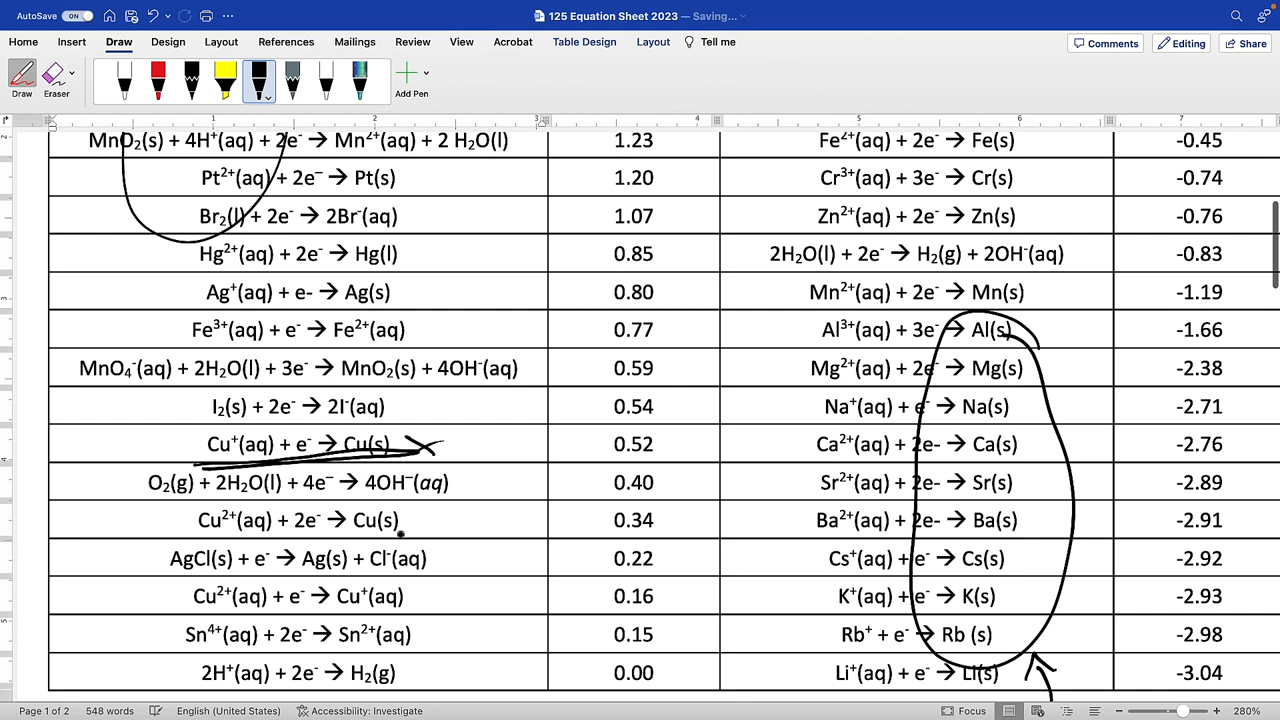 AutoSave ON 125 Equation Sheet 2023 — Saving...
Home Insert Draw Design Layout References Mailings Review View Acrobat Table Design Layout Tell me Comments Editing Share
Draw Eraser Add Pen
1 2 3 4 5 6 7
MnO₂(s) + 4H⁺(aq) + 2e⁻ → Mn²⁺(aq) + 2 H₂O(l) 1.23 Fe²⁺(aq) + 2e⁻ → Fe(s) -0.45
Pt²⁺(aq) + 2e⁻ → Pt(s) 1.20 Cr³⁺(aq) + 3e⁻ → Cr(s) -0.74
Br₂(l) + 2e⁻ → 2Br⁻(aq) 1.07 Zn²⁺(aq) + 2e⁻ → Zn(s) -0.76
Hg²⁺(aq) + 2e⁻ → Hg(l) 0.85 2H₂O(l) + 2e⁻ → H₂(g) + 2OH⁻(aq) -0.83
Ag⁺(aq) + e- → Ag(s) 0.80 Mn²⁺(aq) + 2e⁻ → Mn(s) -1.19
Fe³⁺(aq) + e⁻ → Fe²⁺(aq) 0.77 Al³⁺(aq) + 3e⁻ → Al(s) -1.66
MnO₄⁻(aq) + 2H₂O(l) + 3e⁻ → MnO₂(s) + 4OH⁻(aq) 0.59 Mg²⁺(aq) + 2e⁻ → Mg(s) -2.38
I₂(s) + 2e⁻ → 2I⁻(aq) 0.54 Na⁺(aq) + e⁻ → Na(s) -2.71
Cu⁺(aq) + e⁻ → Cu(s) 0.52 Ca²⁺(aq) + 2e- → Ca(s) -2.76
O₂(g) + 2H₂O(l) + 4e⁻ → 4OH⁻(aq) 0.40 Sr²⁺(aq) + 2e- → Sr(s) -2.89
Cu²⁺(aq) + 2e⁻ → Cu(s) 0.34 Ba²⁺(aq) + 2e- → Ba(s) -2.91
AgCl(s) + e⁻ → Ag(s) + Cl⁻(aq) 0.22 Cs⁺(aq) + e⁻ → Cs(s) -2.92
Cu²⁺(aq) + e⁻ → Cu⁺(aq) 0.16 K⁺(aq) + e⁻ → K(s) -2.93
Sn⁴⁺(aq) + 2e⁻ → Sn²⁺(aq) 0.15 Rb⁺ + e⁻ → Rb (s) -2.98
2H⁺(aq) + 2e⁻ → H₂(g) 0.00 Li⁺(aq) + e⁻ → Li(s) -3.04
Page 1 of 2 548 words English (United States) Accessibility: Investigate Focus 280%